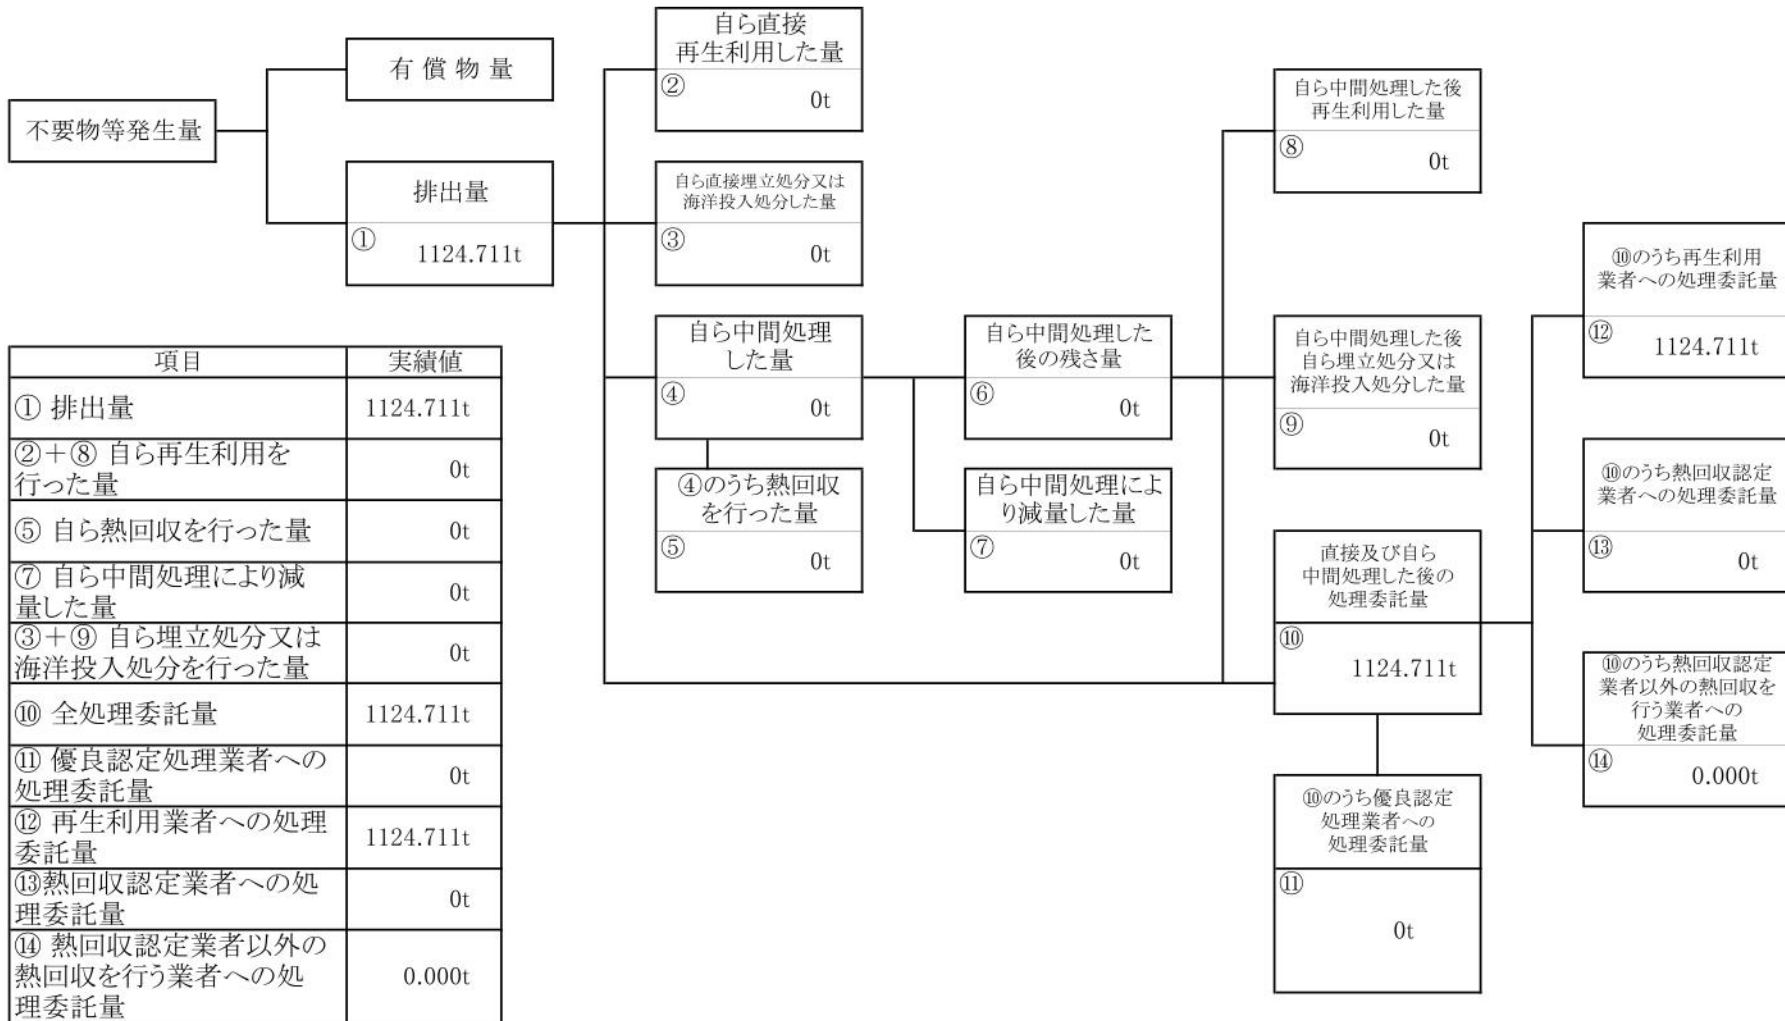 不要物等発生量
有償物量
排出量
①
1124.711t
自ら直接
再生利用した量
②
0t
自ら直接埋立処分又は
海洋投入処分した量
③
0t
自ら中間処理
した量
④
0t
④のうち熱回収
を行った量
⑤
0t
自ら中間処理した
後の残さ量
⑥
0t
自ら中間処理によ
り減量した量
⑦
0t
自ら中間処理した後
再生利用した量
⑧
0t
自ら中間処理した後
自ら埋立処分又は
海洋投入処分した量
⑨
0t
直接及び自ら
中間処理した後の
処理委託量
⑩
1124.711t
⑩のうち優良認定
処理業者への
処理委託量
⑪
0t
⑩のうち再生利用
業者への処理委託量
⑫
1124.711t
⑩のうち熱回収認定
業者への処理委託量
⑬
0t
⑩のうち熱回収認定
業者以外の熱回収を
行う業者への
処理委託量
⑭
0.000t
項目 実績値
① 排出量 1124.711t
②+⑧ 自ら再生利用を
行った量 0t
⑤ 自ら熱回収を行った量 0t
⑦ 自ら中間処理により減
量した量 0t
③+⑨ 自ら埋立処分又は
海洋投入処分を行った量 0t
⑩ 全処理委託量 1124.711t
⑪ 優良認定処理業者への
処理委託量 0t
⑫ 再生利用業者への処理
委託量 1124.711t
⑬熱回収認定業者への処
理委託量 0t
⑭ 熱回収認定業者以外の
熱回収を行う業者への処
理委託量 0.000t